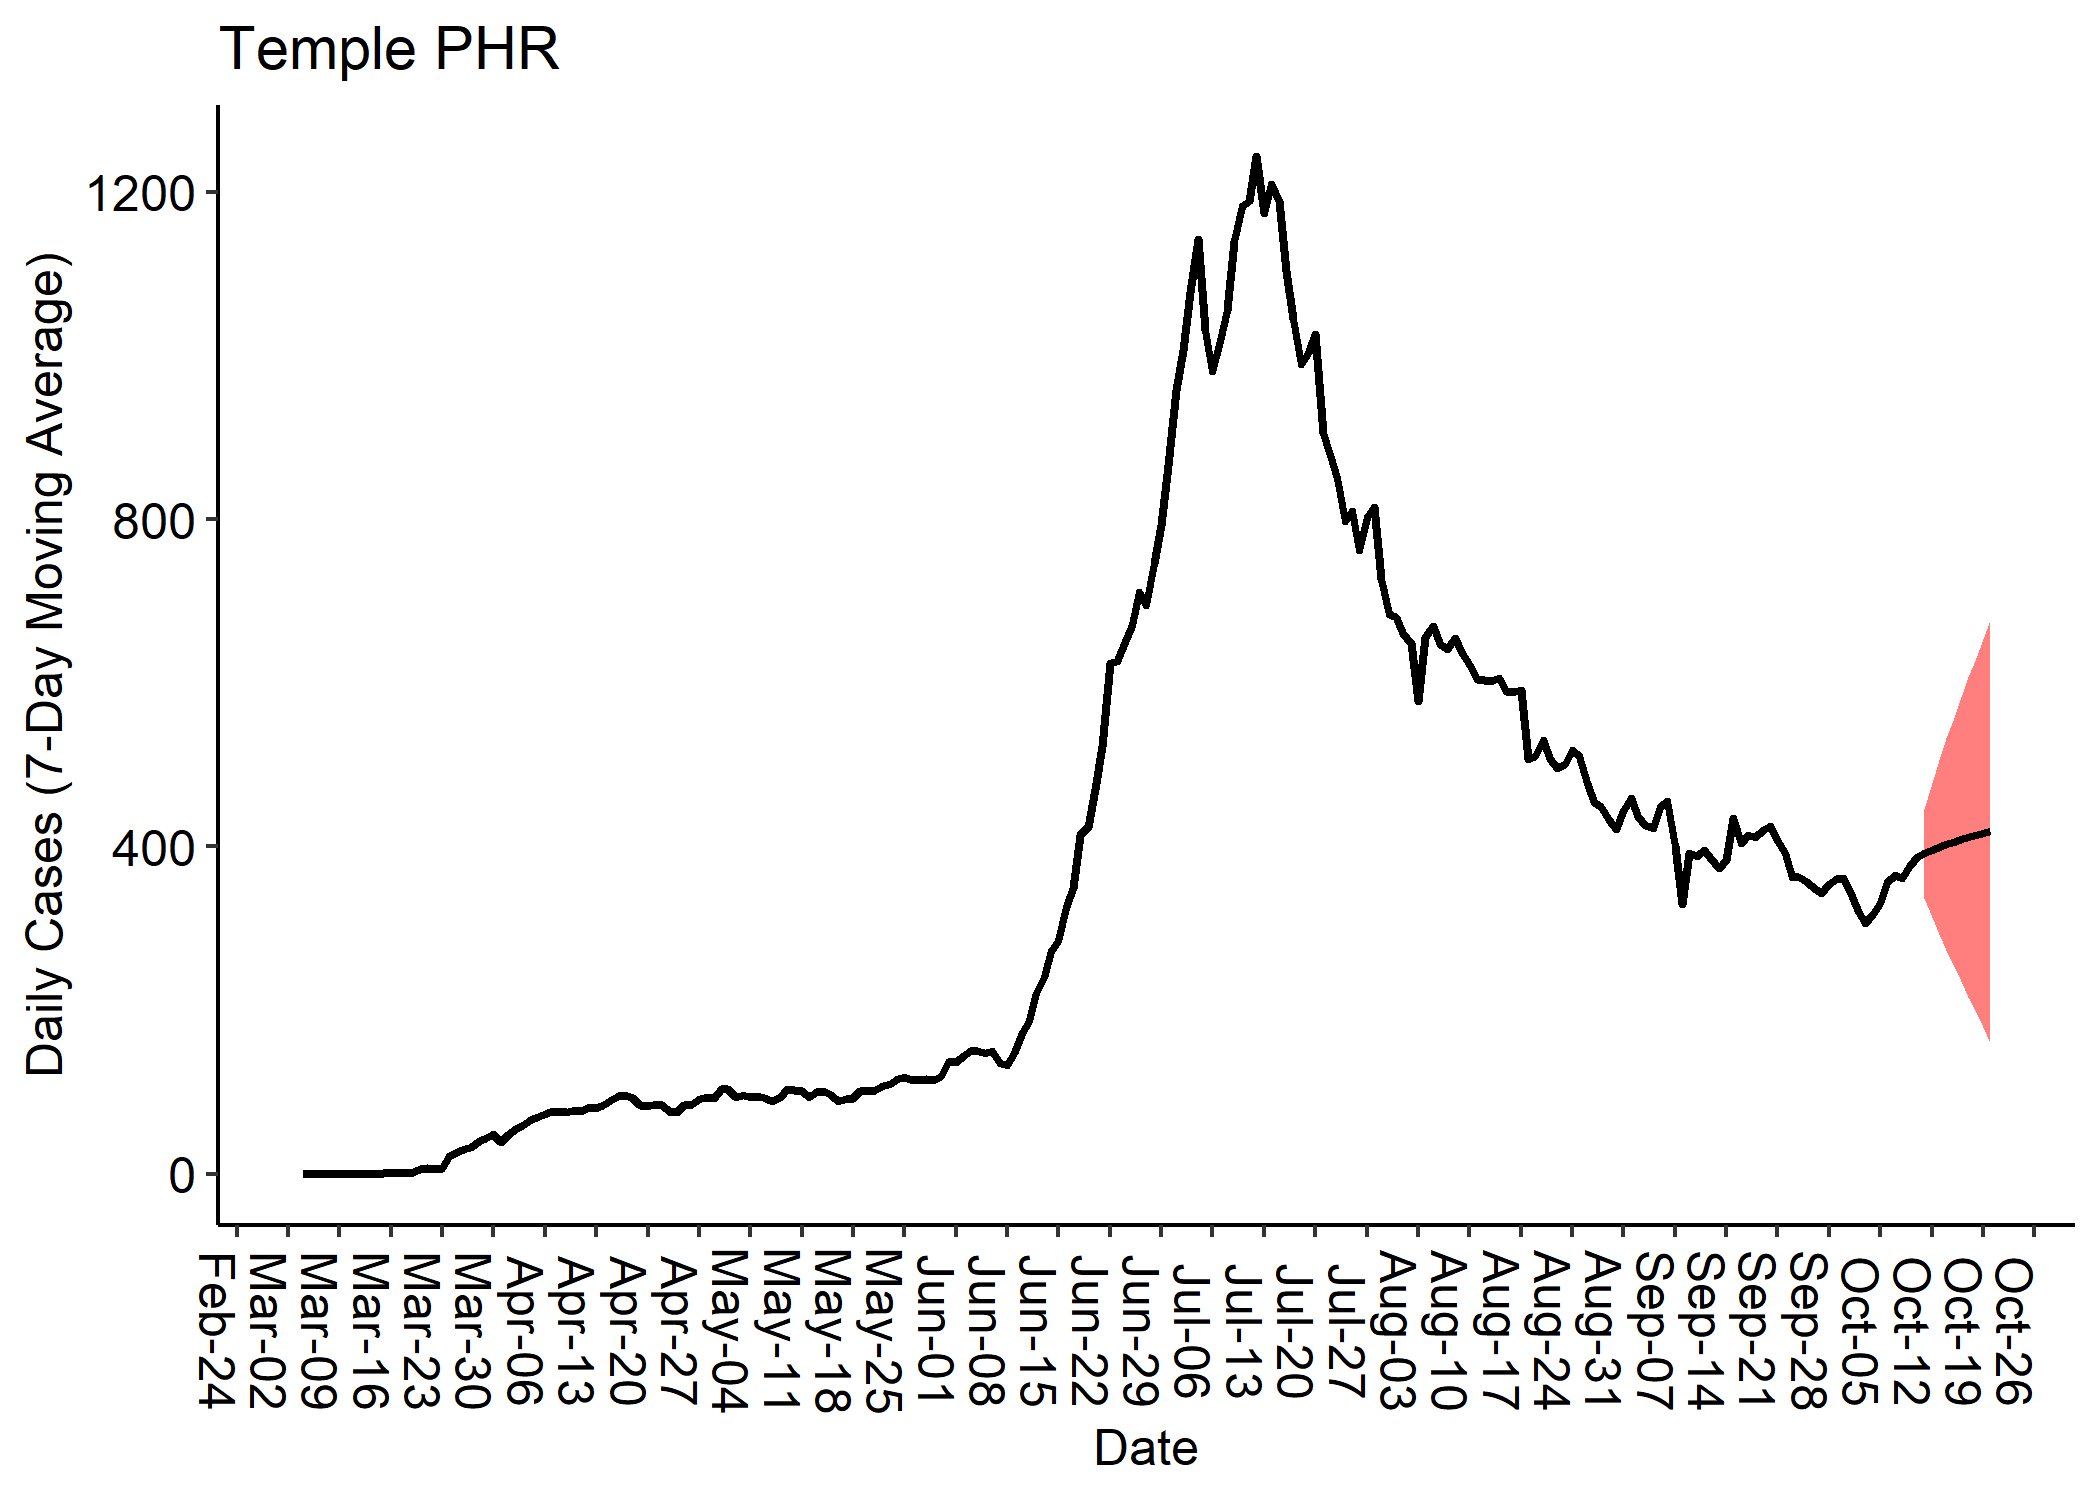 Temple PHR
Daily Cases (7-Day Moving Average)
1200
800
400
0
Feb-24
Mar-02
Mar-09
Mar-16
Mar-23
Mar-30
Apr-06
Apr-13
Apr-20
Apr-27
May-04
May-11
May-18
May-25
Jun-01
Jun-08
Jun-15
Jun-22
Jun-29
Jul-06
Jul-13
Jul-20
Jul-27
Aug-03
Aug-10
Aug-17
Aug-24
Aug-31
Sep-07
Sep-14
Sep-21
Sep-28
Oct-05
Oct-12
Oct-19
Oct-26
Date